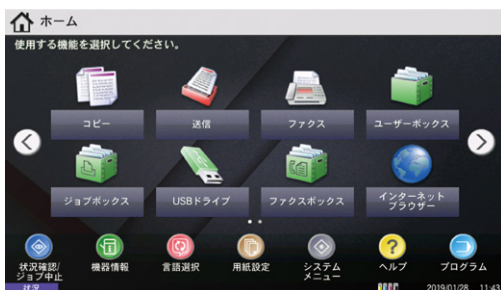 ホーム
使用する機能を選択してください。
コピー
送信
ファクス
ユーザーボックス
ジョブボックス
USBドライブ
ファクスボックス
インターネット
ブラウザー
状況確認/
ジョブ中止
機器情報
言語選択
用紙設定
システム
メニュー
ヘルプ
プログラム
状況
2019/01/28 11:43